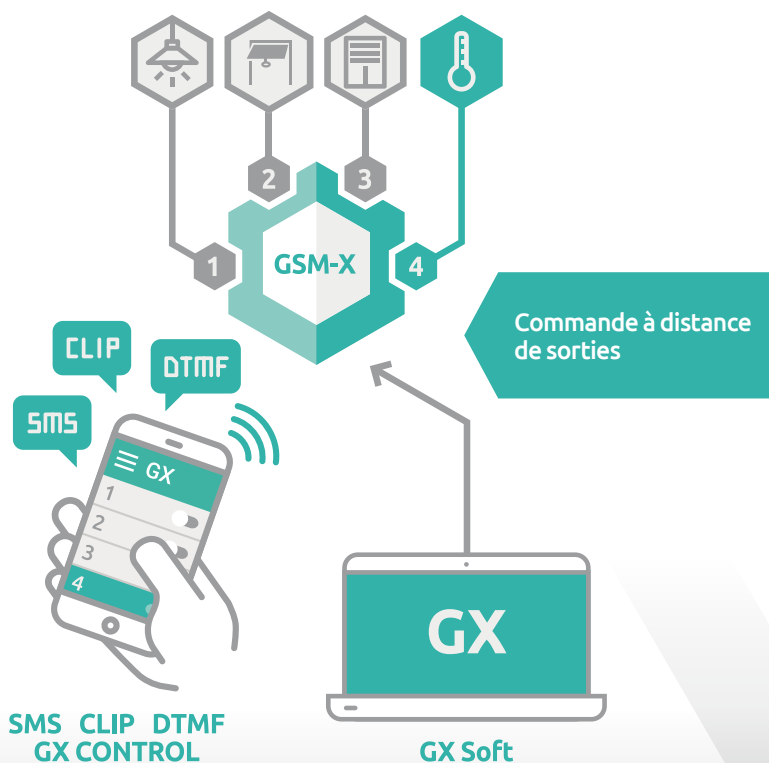 2
3
1
GSM-X
4
Commande à distance
de sorties
CLIP
DTMF
SMS
GX
1
2
3
4
GX
SMS CLIP DTMF
GX CONTROL
GX Soft